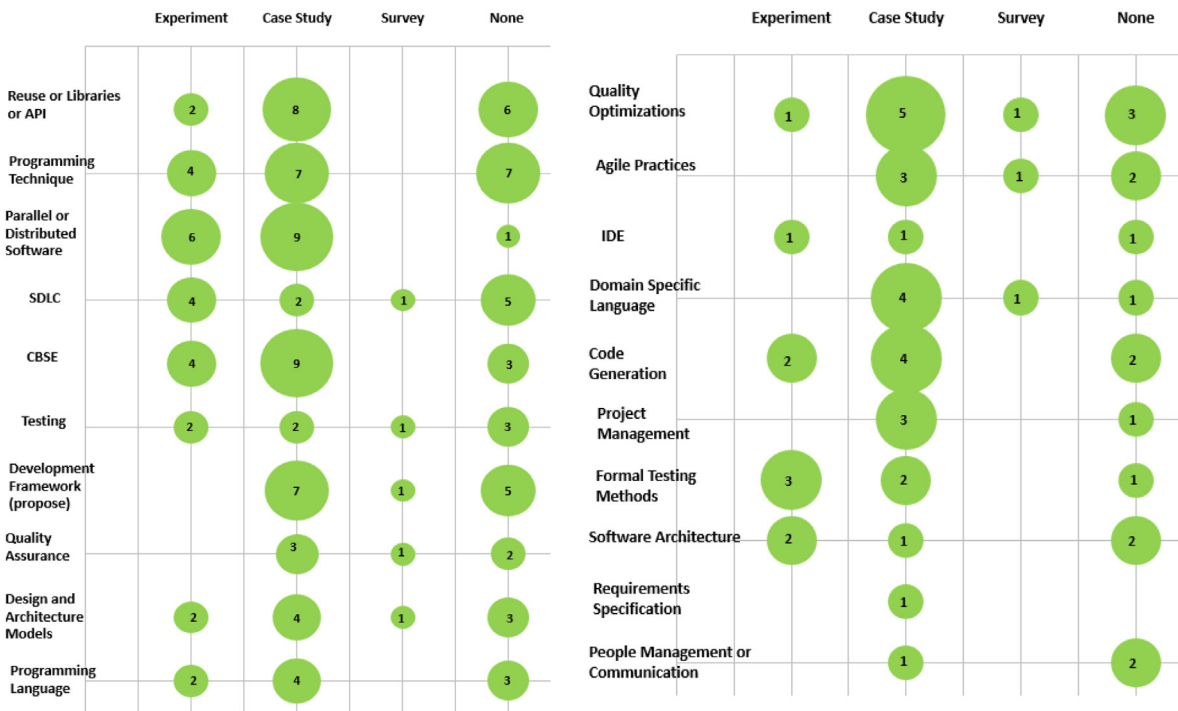 Experiment Case Study Survey None
Reuse or Libraries
or API
2 8 6
Programming
Technique
4 7 7
Parallel or
Distributed
Software
6 9 1
SDLC
4 2 1 5
CBSE
4 9 3
Testing
2 2 1 3
Development
Framework
(propose)
7 1 5
Quality
Assurance
3 1 2
Design and
Architecture
Models
2 4 1 3
Programming
Language
2 4 3
Experiment Case Study Survey None
Quality
Optimizations
1 5 1 3
Agile Practices
3 1 2
IDE
1 1 1
Domain Specific
Language
4 1 1
Code
Generation
2 4 2
Project
Management
3 1
Formal Testing
Methods
3 2 1
Software Architecture
2 1 2
Requirements
Specification
1
People Management or
Communication
1 2